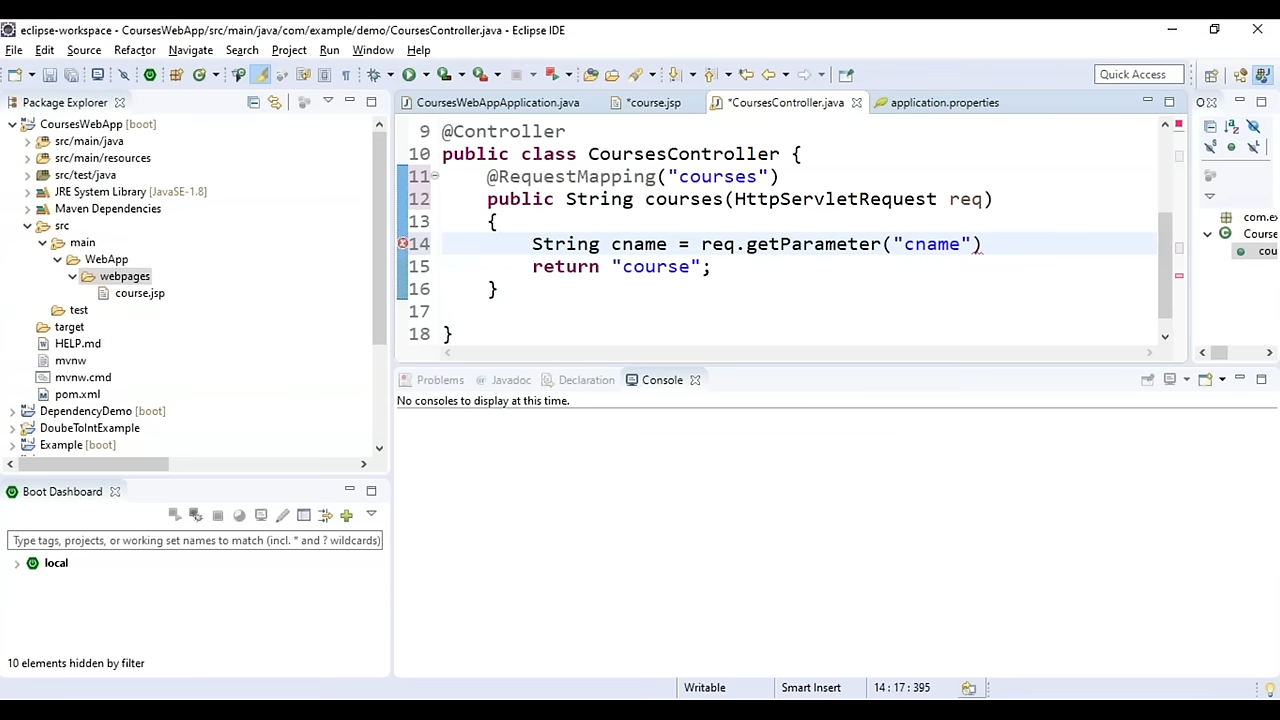 eclipse-workspace - CoursesWebApp/src/main/java/com/example/demo/CoursesController.java - Eclipse IDE
File Edit Source Refactor Navigate Search Project Run Window Help
Quick Access
Package Explorer
CoursesWebApp [boot]
src/main/java
src/main/resources
src/test/java
JRE System Library [JavaSE-1.8]
Maven Dependencies
src
main
WebApp
webpages
course.jsp
test
target
HELP.md
mvnw
mvnw.cmd
pom.xml
DependencyDemo [boot]
DoubeToIntExample
Example [boot]
Boot Dashboard
Type tags, projects, or working set names to match (incl. * and ? wildcards)
local
10 elements hidden by filter
CoursesWebAppApplication.java *course.jsp *CoursesController.java application.properties
9 @Controller
10 public class CoursesController {
11 @RequestMapping("courses")
12 public String courses(HttpServletRequest req)
13 {
14 String cname = req.getParameter("cname")
15 return "course";
16 }
17
18 }
Problems @ Javadoc Declaration Console
No consoles to display at this time.
O
com.ex
Course
cou
Writable Smart Insert 14 : 17 : 395